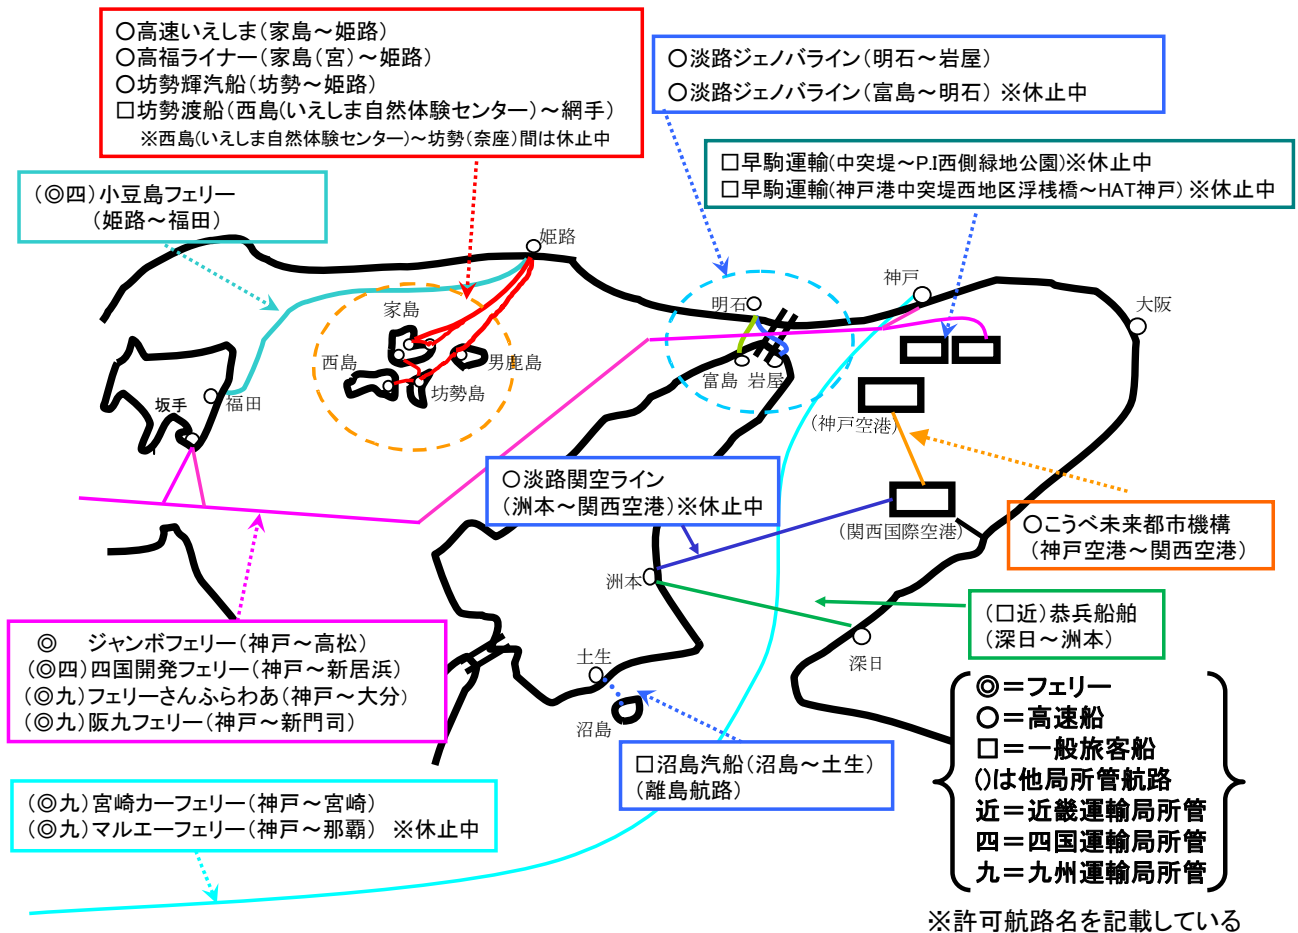 ○高速いえしま(家島～姫路)
○高福ライナー(家島(宮)～姫路)
○坊勢輝汽船(坊勢～姫路)
□坊勢渡船(西島(いえしま自然体験センター)～網手)
※西島(いえしま自然体験センター)～坊勢(奈座)間は休止中
○淡路ジェノバライン(明石～岩屋)
○淡路ジェノバライン(富島～明石) ※休止中
□早駒運輸(中突堤～P.I西側緑地公園)※休止中
□早駒運輸(神戸港中突堤西地区浮桟橋～HAT神戸) ※休止中
(◎四)小豆島フェリー
(姫路～福田)
姫路
神戸
明石
大阪
家島
西島
男鹿島
坊勢島
富島
岩屋
福田
坂手
(神戸空港)
○淡路関空ライン
(洲本～関西空港)※休止中
(関西国際空港)
○こうべ未来都市機構
(神戸空港～関西空港)
洲本
(□近)恭兵船舶
(深日～洲本)
深日
◎ ジャンボフェリー(神戸～高松)
(◎四)四国開発フェリー(神戸～新居浜)
(◎九)フェリーさんふらわあ(神戸～大分)
(◎九)阪九フェリー(神戸～新門司)
土生
沼島
□沼島汽船(沼島～土生)
(離島航路)
(◎九)宮崎カーフェリー(神戸～宮崎)
(◎九)マルエーフェリー(神戸～那覇) ※休止中
◎＝フェリー
○＝高速船
□＝一般旅客船
()は他局所管航路
近＝近畿運輸局所管
四＝四国運輸局所管
九＝九州運輸局所管
※許可航路名を記載している